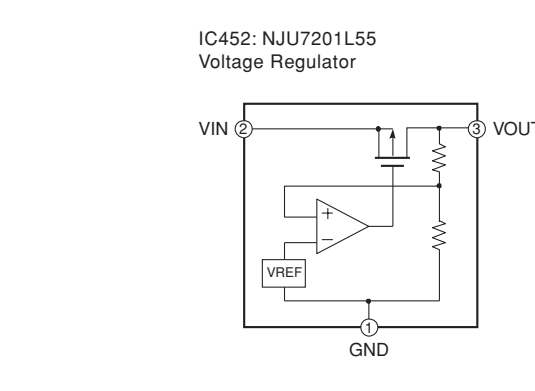 IC452: NJU7201L55
Voltage Regulator
VIN 2
3 VOUT
+
−
VREF
1
GND